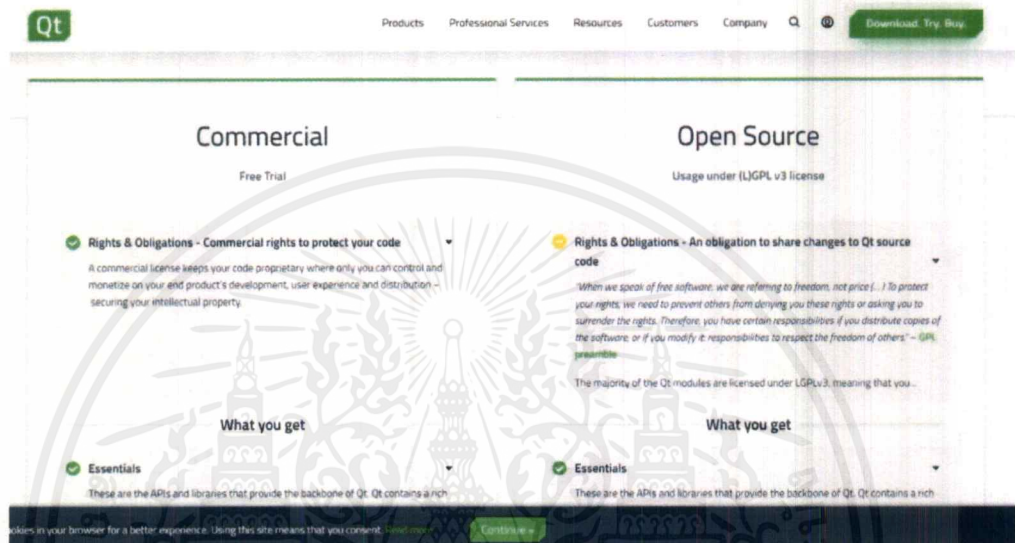 Qt
Products Professional Services Resources Customers Company Download. Try. Buy.
Commercial
Free Trial
Rights & Obligations - Commercial rights to protect your code
A commercial license keeps your code proprietary where only you can control and
monetize on your end product's development, user experience and distribution –
securing your intellectual property.
What you get
Essentials
These are the APIs and libraries that provide the backbone of Qt. Qt contains a rich
Open Source
Usage under (L)GPL v3 license
Rights & Obligations - An obligation to share changes to Qt source
code
"When we speak of free software, we are referring to freedom, not price (... ) To protect
your rights, we need to prevent others from denying you these rights or asking you to
surrender the rights. Therefore, you have certain responsibilities if you distribute copies of
the software, or if you modify it: responsibilities to respect the freedom of others." – GPL
preamble
The majority of the Qt modules are licensed under LGPLv3, meaning that you...
What you get
Essentials
These are the APIs and libraries that provide the backbone of Qt. Qt contains a rich
ookies in your browser for a better experience. Using this site means that you consent. Read more Continue »